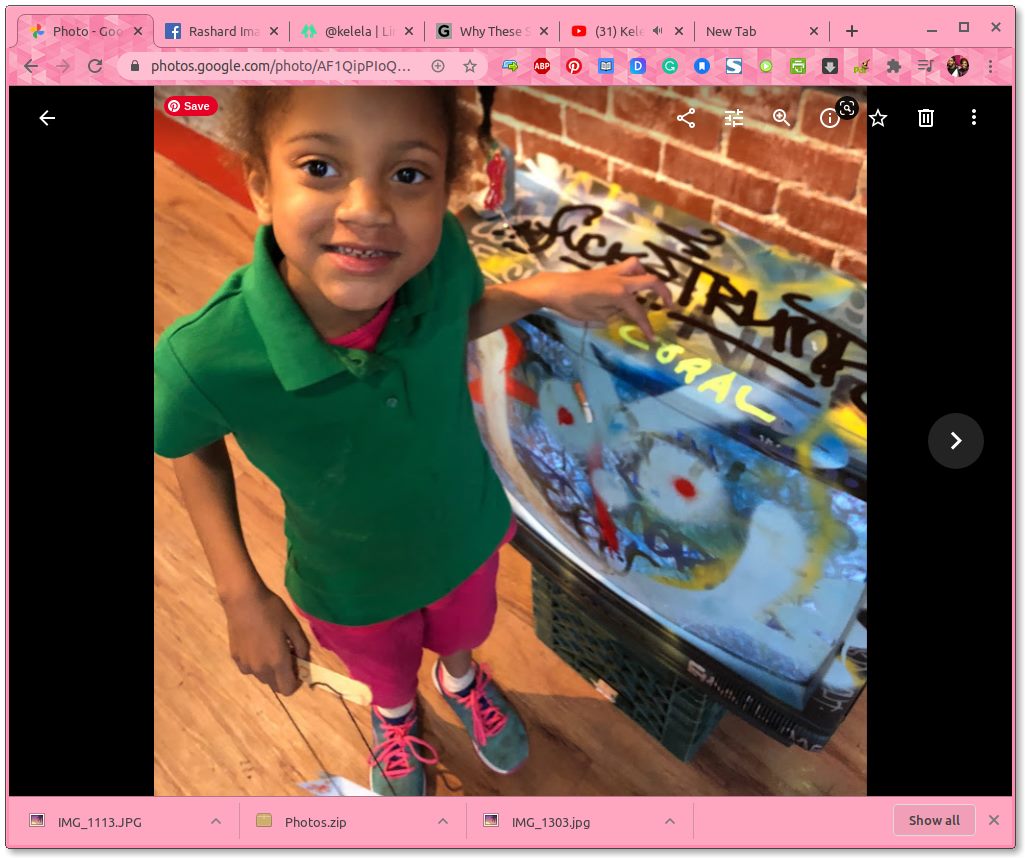 Photo - Goo
Rashard Ima
@kelela | Lin
Why These S
(31) Kele
New Tab
photos.google.com/photo/AF1QipPIoQ...
ABP
Save
CORAL
IMG_1113.JPG
Photos.zip
IMG_1303.jpg
Show all